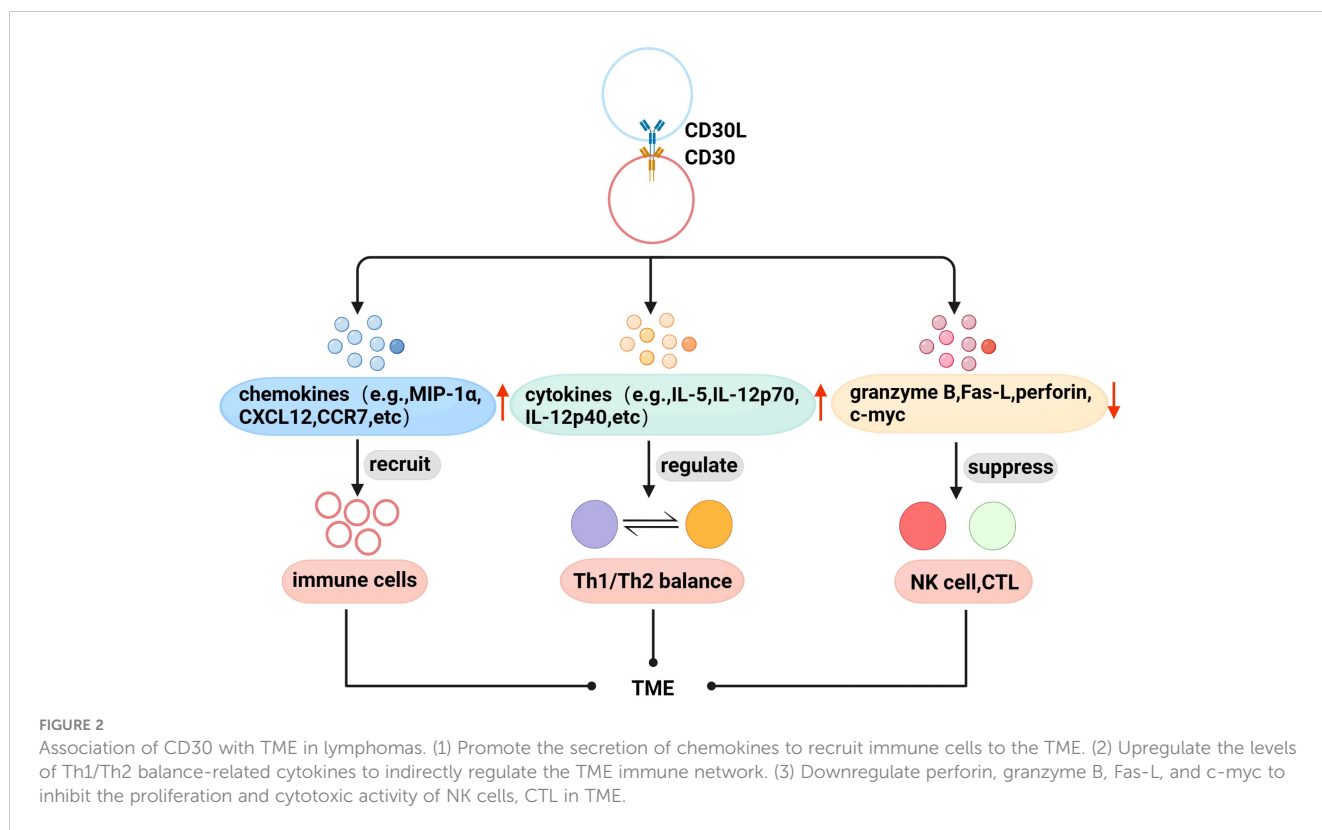 CD30L
CD30
chemokines（e.g.,MIP-1α,
CXCL12,CCR7,etc）
cytokines（e.g.,IL-5,IL-12p70,
IL-12p40,etc）
granzyme B,Fas-L,perforin,
c-myc
recruit
regulate
suppress
immune cells
Th1/Th2 balance
NK cell,CTL
TME
FIGURE 2
Association of CD30 with TME in lymphomas. (1) Promote the secretion of chemokines to recruit immune cells to the TME. (2) Upregulate the levels
of Th1/Th2 balance-related cytokines to indirectly regulate the TME immune network. (3) Downregulate perforin, granzyme B, Fas-L, and c-myc to
inhibit the proliferation and cytotoxic activity of NK cells, CTL in TME.